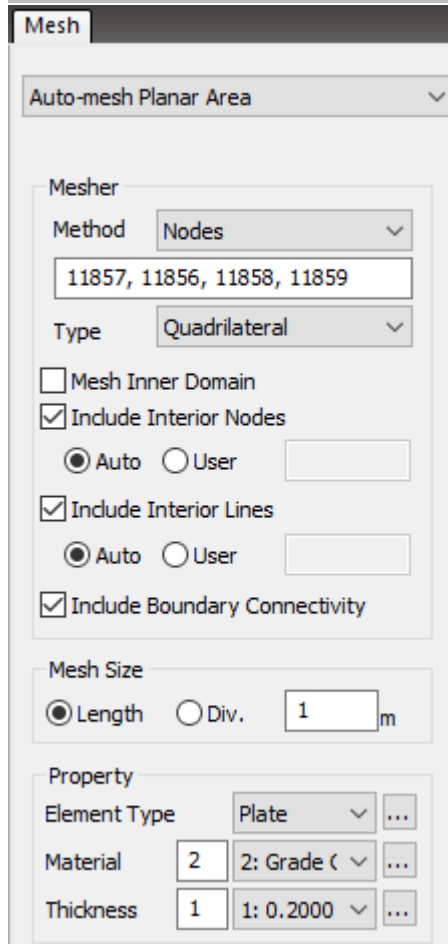 Mesh
Auto-mesh Planar Area
Mesher
Method Nodes
11857, 11856, 11858, 11859
Type Quadrilateral
Mesh Inner Domain
Include Interior Nodes
Auto User
Include Interior Lines
Auto User
Include Boundary Connectivity
Mesh Size
Length Div. 1 m
Property
Element Type Plate ...
Material 2 2: Grade ...
Thickness 1 1: 0.2000 ...